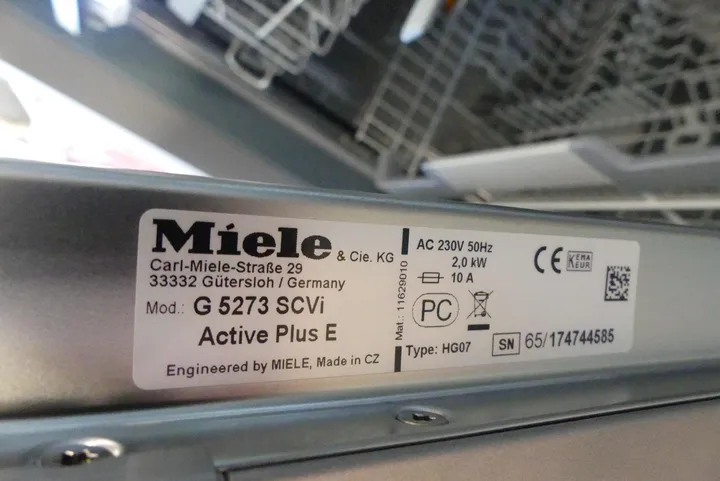 Miele & Cie. KG
Carl-Miele-Straße 29
33332 Gütersloh / Germany
Mod.: G 5273 SCVi
Active Plus E
Engineered by MIELE, Made in CZ
Mat.: 11629010
AC 230V 50Hz
2,0 kW
10 A
PC
Type: HG07
CE
KEMA
KEUR
SN 65/174744585